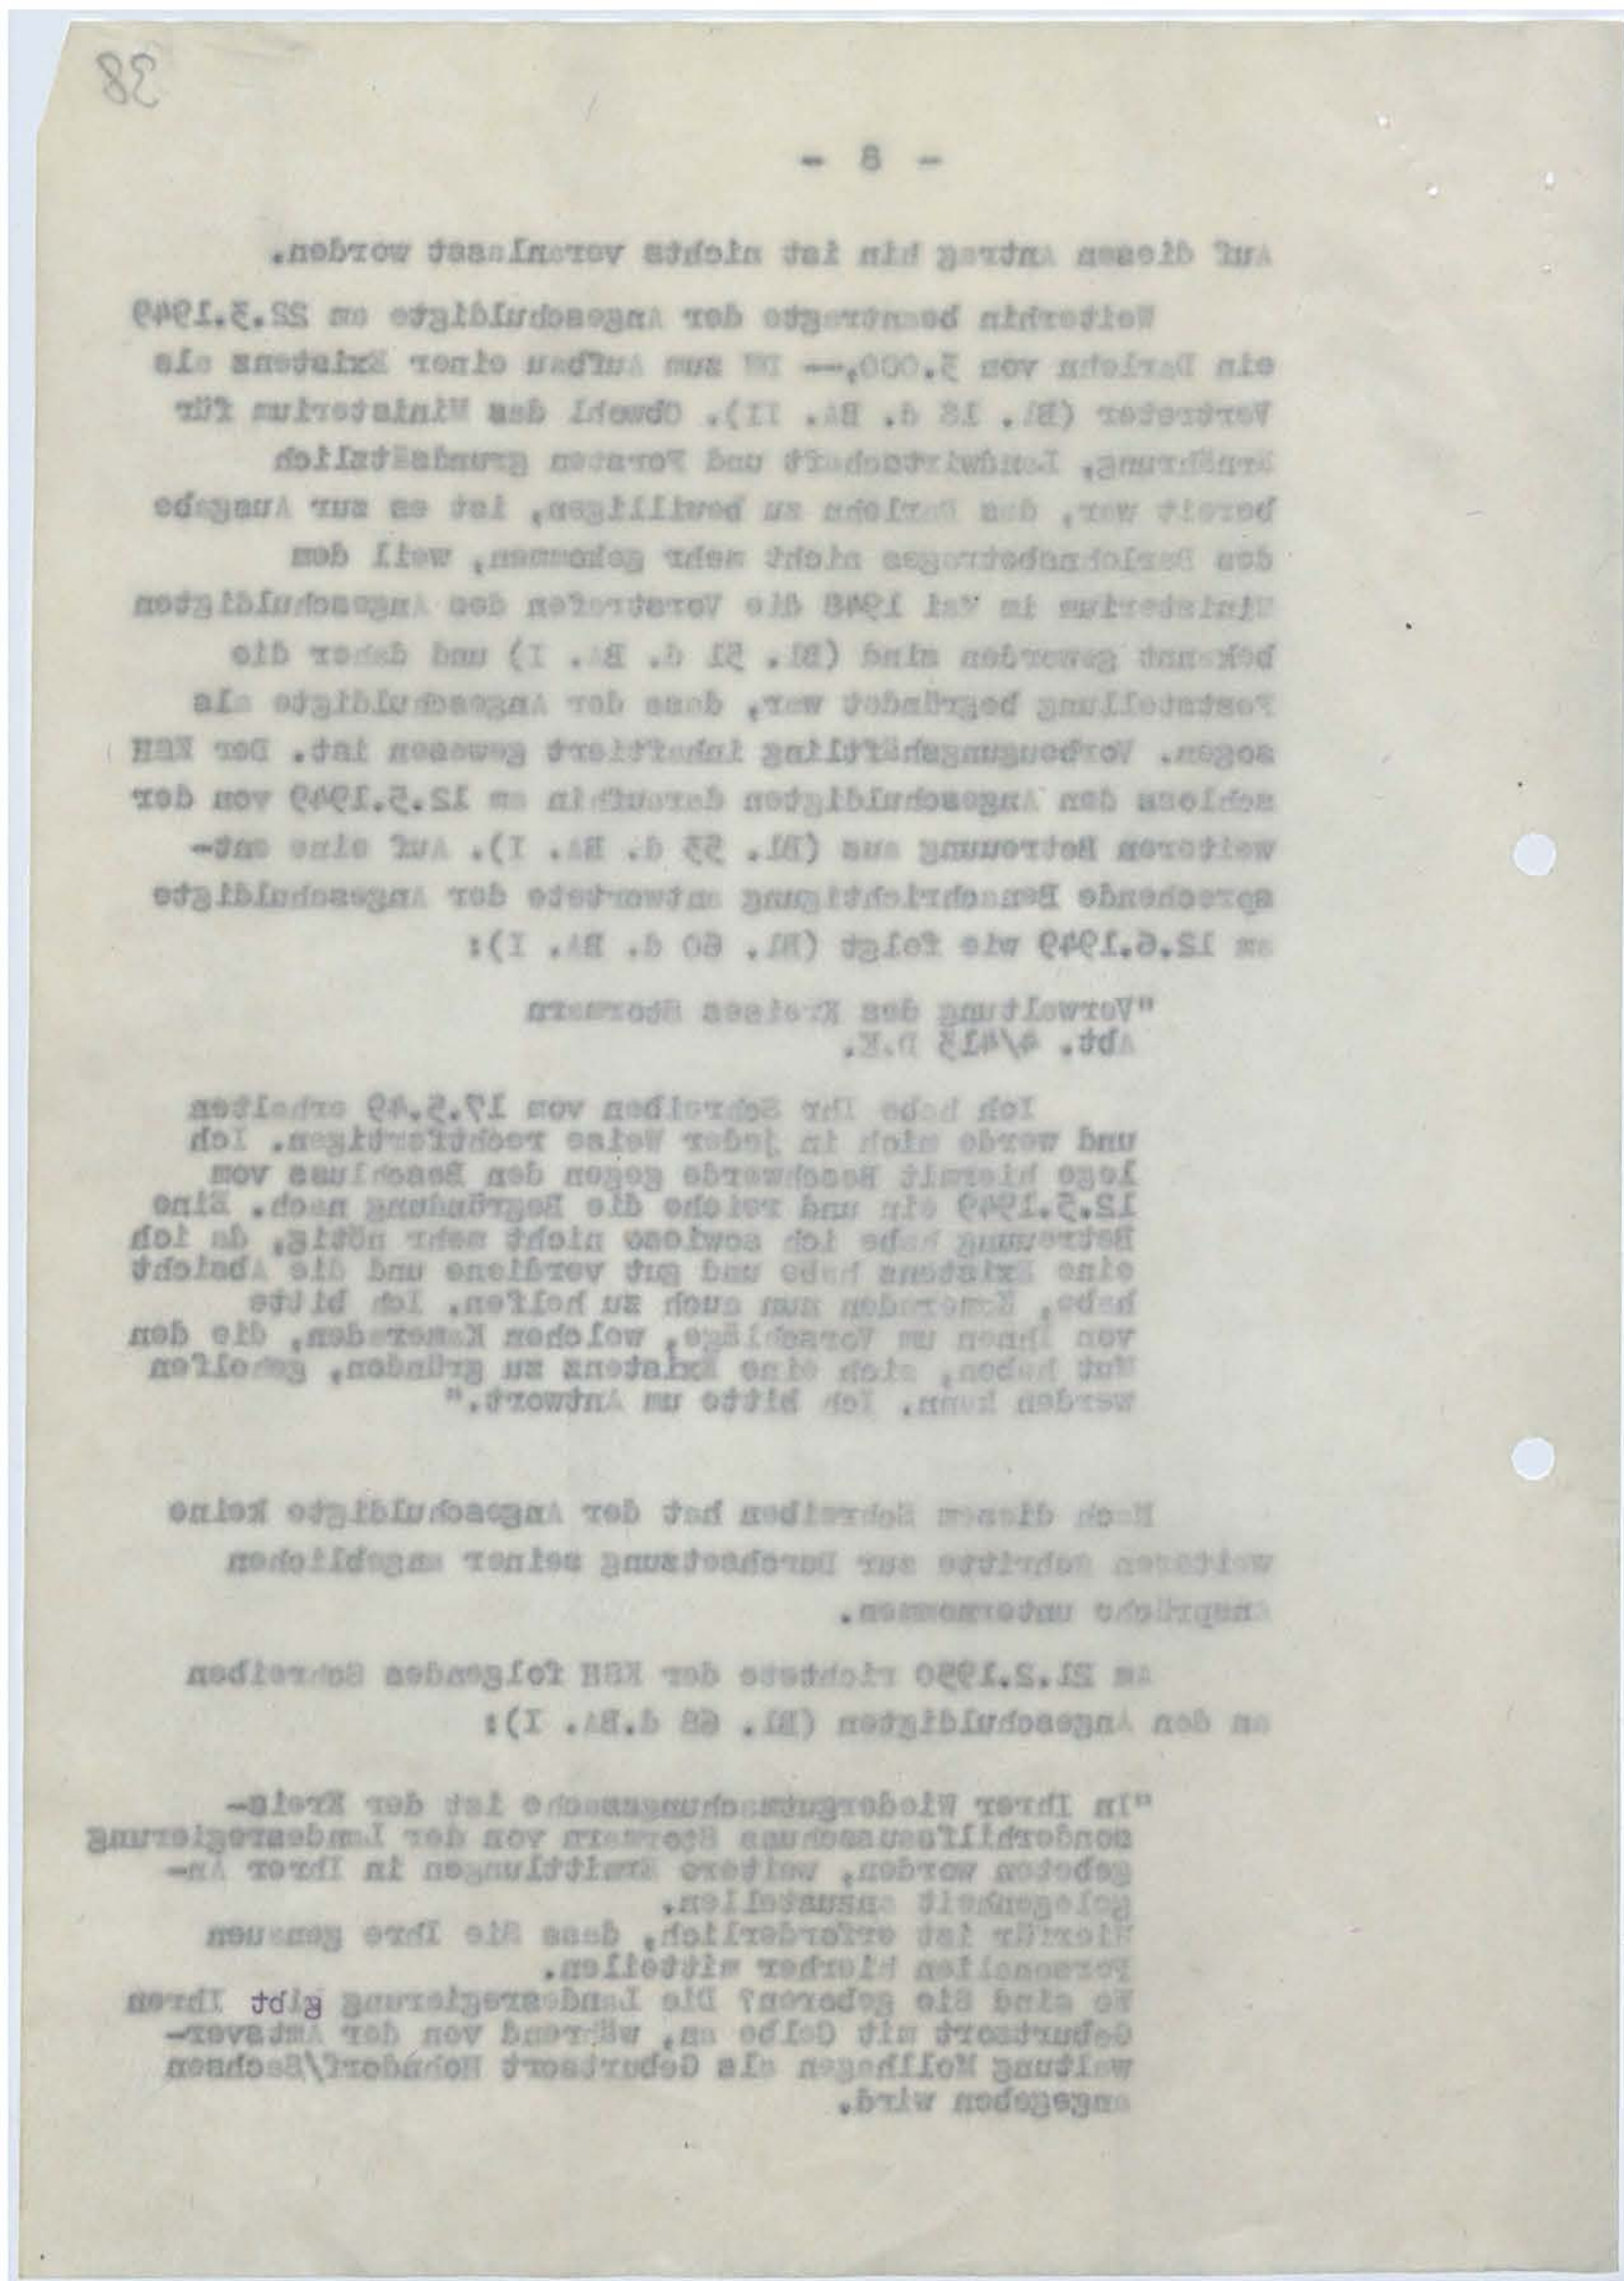 38
- 8 -
Auf diesen Antrag hin ist nichts veranlasst worden.
Weiterhin beantragte der Angeschuldigte am 22.3.1949
ein Darlehn von 3.000,-- DM zum Aufbau einer Existenz als
Vertreter (Bl. 18 d. BA. II). Obwohl das Ministerium für
Ernährung, Landwirtschaft und Forsten grundsätzlich
bereit war, das Darlehn zu bewilligen, ist es zur Ausgabe
des Darlehnsbetrages nicht mehr gekommen, weil dem
Ministerium im Mai 1948 die Vorstrafen des Angeschuldigten
bekannt geworden sind (Bl. 51 d. BA. I) und daher die
Feststellung begründet war, dass der Angeschuldigte als
sogen. Vorbeugungshäftling inhaftiert gewesen ist. Der KSH
schloss den Angeschuldigten daraufhin am 12.5.1949 von der
weiteren Betreuung aus (Bl. 53 d. BA. I). Auf eine ent-
sprechende Benachrichtigung antwortete der Angeschuldigte
am 12.6.1949 wie folgt (Bl. 60 d. BA. I):
"Verwaltung des Kreises Stormarn
Abt. 4/413 D.K.
Ich habe Ihr Schreiben vom 17.5.49 erhalten
und werde mich in jeder Weise rechtfertigen. Ich
lege hiermit Beschwerde gegen den Beschluss vom
12.5.1949 ein und reiche die Begründung nach. Eine
Betreuung habe ich sowieso nicht mehr nötig, da ich
eine Existenz habe und gut verdiene und die Absicht
habe, Kameraden nun auch zu helfen. Ich bitte
von Ihnen um Vorschläge, welchen Kameraden, die den
Mut haben, sich eine Existenz zu gründen, geholfen
werden kann. Ich bitte um Antwort."
Nach diesem Schreiben hat der Angeschuldigte keine
weiteren Schritte zur Durchsetzung seiner angeblichen
Ansprüche unternommen.
Am 21.2.1950 richtete der KSH folgendes Schreiben
an den Angeschuldigten (Bl. 68 d.BA. I):
"In Ihrer Wiedergutmachungssache ist der Kreis-
sonderhilfsausschuss Stormarn von der Landesregierung
gebeten worden, weitere Ermittlungen in Ihrer An-
gelegenheit anzustellen.
Hierfür ist erforderlich, dass Sie Ihre genauen
Personalien hierher mitteilen.
Wo sind Sie geboren? Die Landesregierung gibt Ihren
Geburtsort mit Golbe an, während von der Amtsver-
waltung Mollhagen als Geburtsort Hohndorf/Sachsen
angegeben wird.